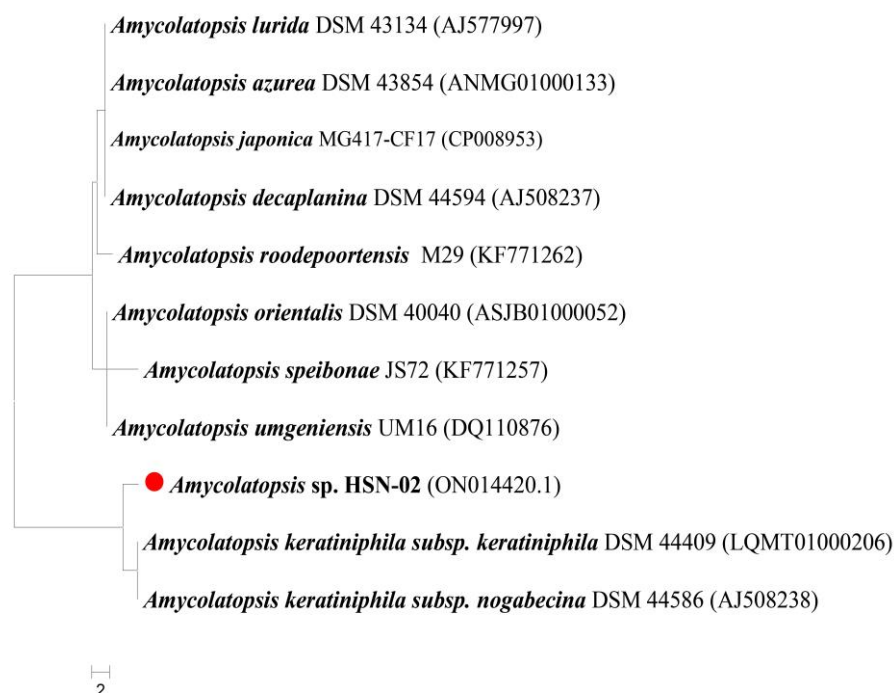 Amycolatopsis lurida DSM 43134 (AJ577997)
Amycolatopsis azurea DSM 43854 (ANMG01000133)
Amycolatopsis japonica MG417-CF17 (CP008953)
Amycolatopsis decaplanina DSM 44594 (AJ508237)
Amycolatopsis roodepoortensis M29 (KF771262)
Amycolatopsis orientalis DSM 40040 (ASJB01000052)
Amycolatopsis speibonae JS72 (KF771257)
Amycolatopsis umgeniensis UM16 (DQ110876)
Amycolatopsis sp. HSN-02 (ON014420.1)
Amycolatopsis keratiniphila subsp. keratiniphila DSM 44409 (LQMT01000206)
Amycolatopsis keratiniphila subsp. nogabecina DSM 44586 (AJ508238)
2